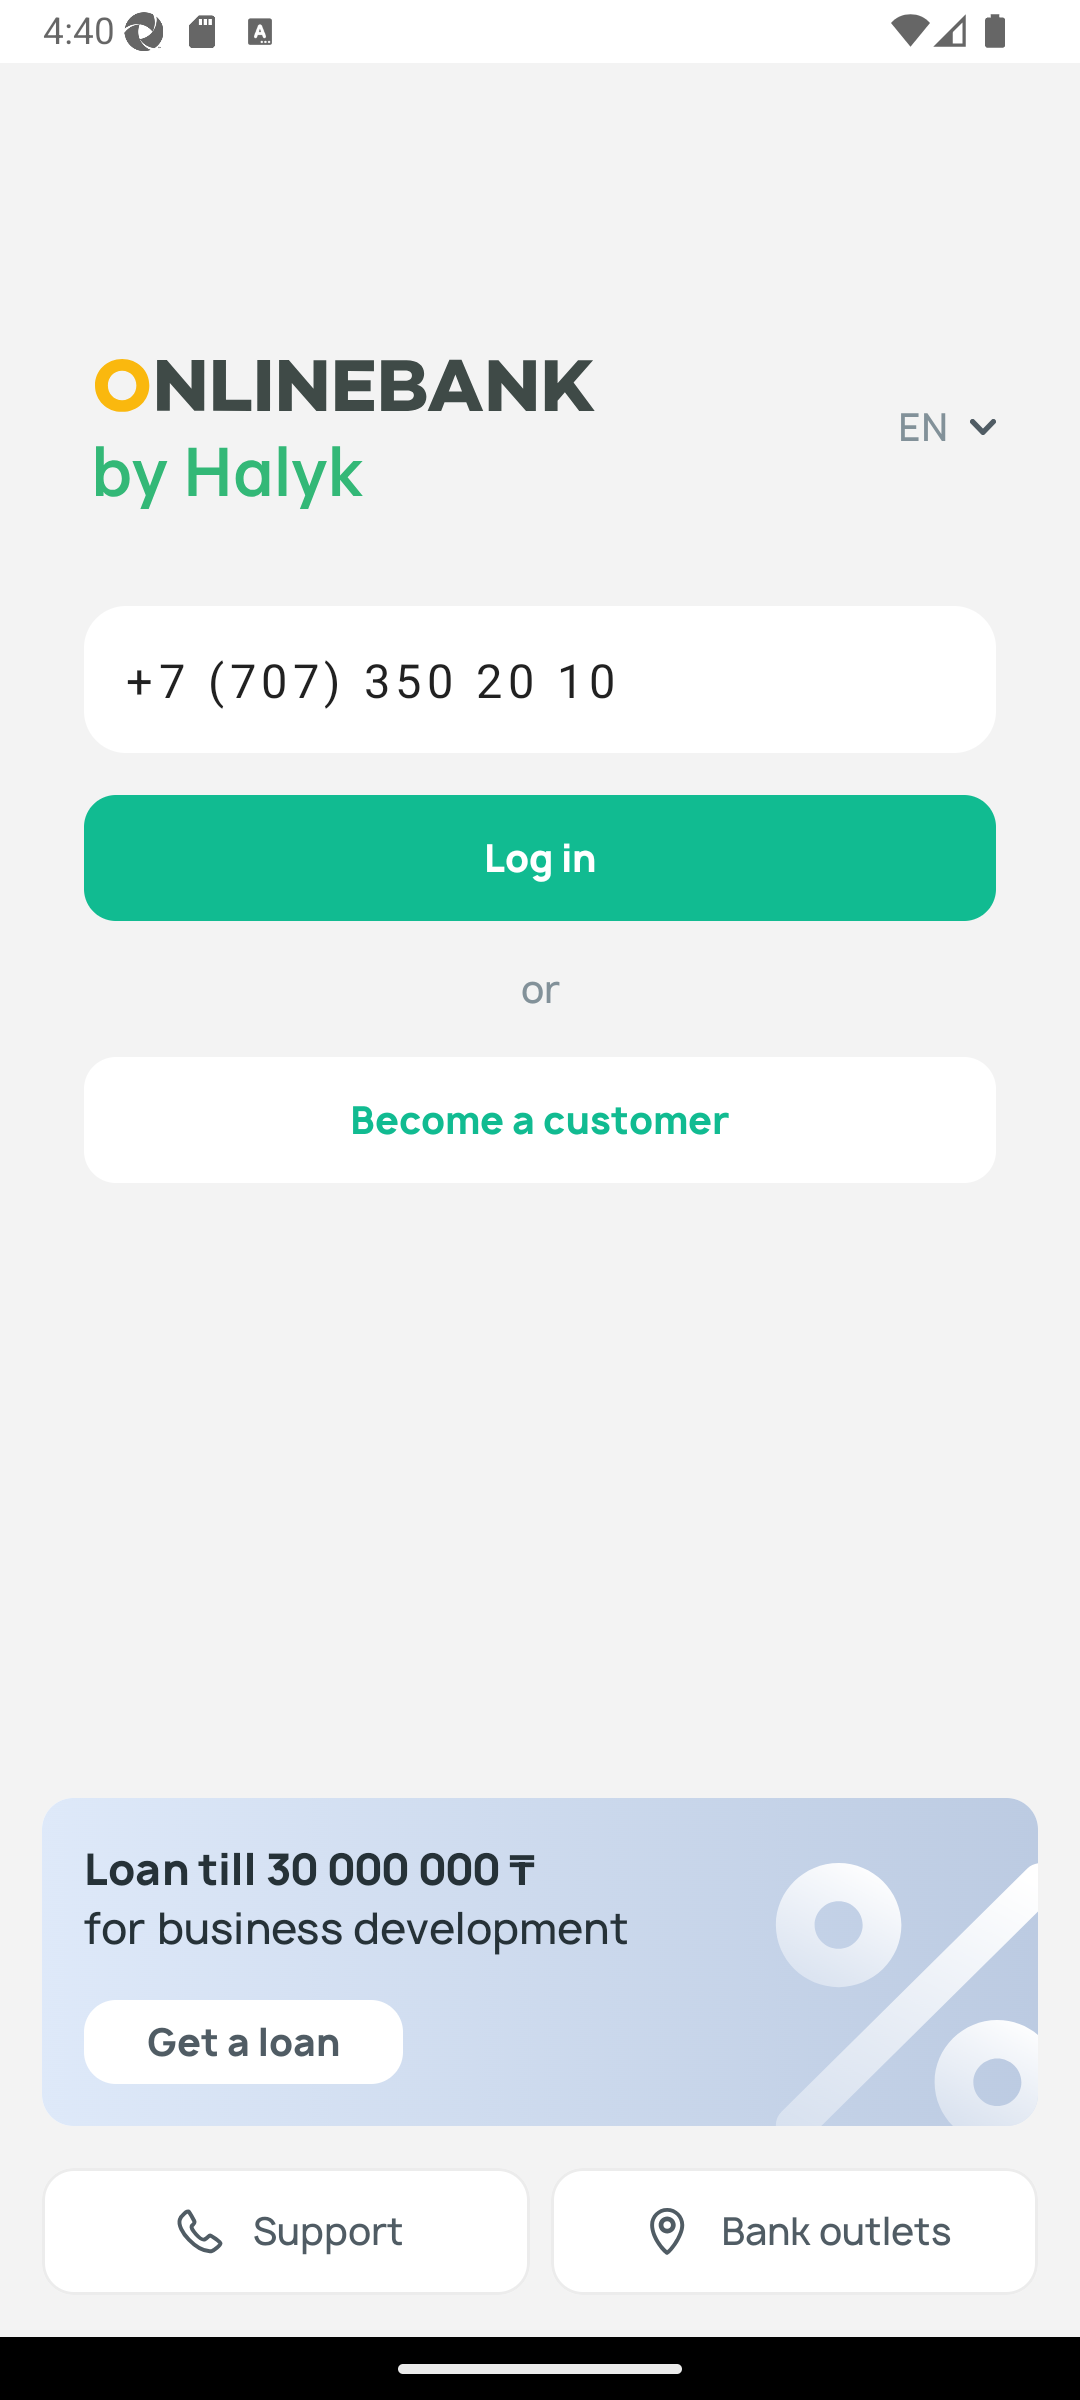 4:40
ONLINEBANK
by Halyk
EN
+7 (707) 350 20 10
Log in
or
Become a customer
Loan till 30 000 000 ₸
for business development
Get a loan
Support
Bank outlets